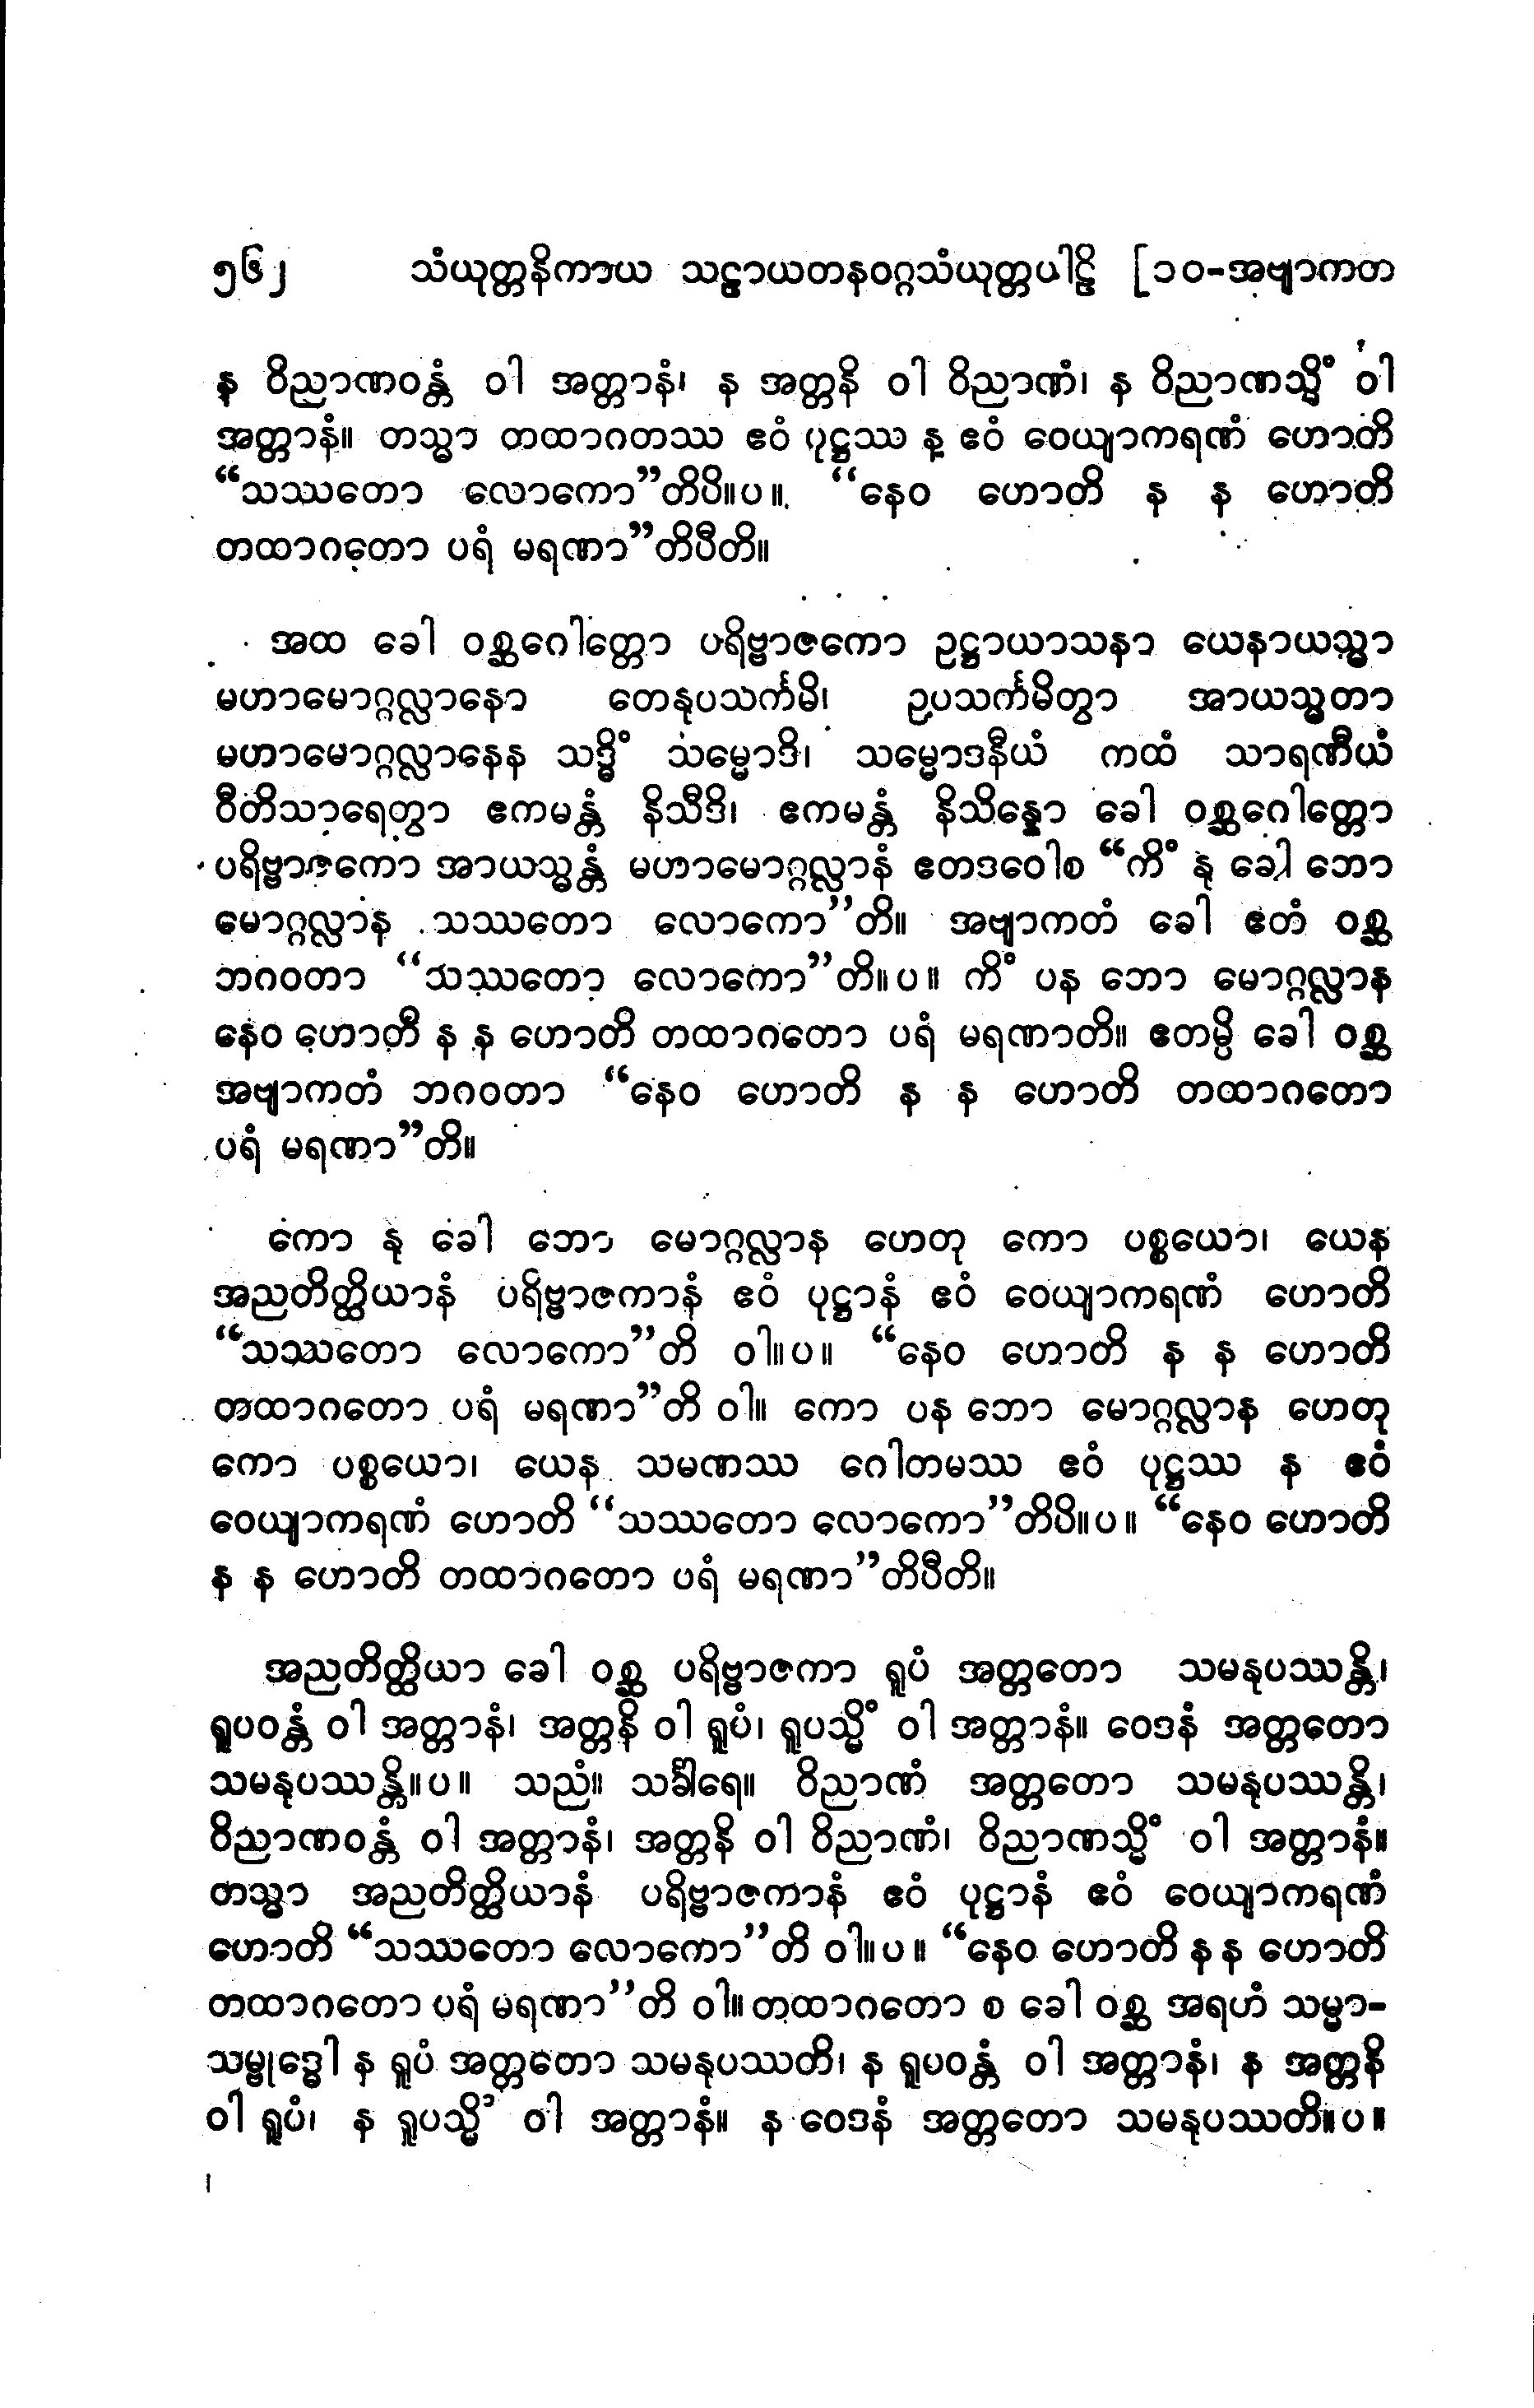 ၅၆၂ သံယုတ္တနိကာယ သဠာယတနဝဂ္ဂသံယုတ္တပါဠိ [၁၀-အဗျာကတ
န ဝိညာဏဝန္တံ ဝါ အတ္တာနံ၊ န အတ္တနိ ဝါ ဝိညာဏံ၊ န ဝိညာဏသ္မိံ ဝါ
အတ္တာနံ။ တသ္မာ တထာဂတဿ ဧဝံ ပုဋ္ဌဿ န ဧဝံ ဝေယျာကရဏံ ဟောတိ
“သဿတော လောကော”တိပိ။ပ။ “နေဝ ဟောတိ န န ဟောတိ
တထာဂတော ပရံ မရဏာ”တိပီတိ။
အထ ခေါ ဝစ္ဆဂေါတ္တော ပရိဗ္ဗာဇကော ဥဋ္ဌာယာသနာ ယေနာယသ္မာ
မဟာမောဂ္ဂလ္လာနော တေနုပသင်္ကမိ၊ ဥပသင်္ကမိတွာ အာယသ္မတာ
မဟာမောဂ္ဂလ္လာနေန သဒ္ဓိံ သမ္မောဒိ၊ သမ္မောဒနီယံ ကထံ သာရဏီယံ
ဝီတိသာရေတွာ ဧကမန္တံ နိသီဒိ၊ ဧကမန္တံ နိသိန္နော ခေါ ဝစ္ဆဂေါတ္တော
ပရိဗ္ဗာဇကော အာယသ္မန္တံ မဟာမောဂ္ဂလ္လာနံ ဧတဒဝေါစ “ကိံ နု ခေါ ဘော
မောဂ္ဂလ္လာန သဿတော လောကော”တိ။ အဗျာကတံ ခေါ ဧတံ ဝစ္ဆ
ဘဂဝတာ “သဿတော လောကော”တိ။ပ။ ကိံ ပန ဘော မောဂ္ဂလ္လာန
နေဝ ဟောတိ န န ဟောတိ တထာဂတော ပရံ မရဏာတိ။ ဧတမ္ပိ ခေါ ဝစ္ဆ
အဗျာကတံ ဘဂဝတာ “နေဝ ဟောတိ န န ဟောတိ တထာဂတော
ပရံ မရဏာ”တိ။
ကော နု ခေါ ဘော မောဂ္ဂလ္လာန ဟေတု ကော ပစ္စယော၊ ယေန
အညတိတ္ထိယာနံ ပရိဗ္ဗာဇကာနံ ဧဝံ ပုဋ္ဌာနံ ဧဝံ ဝေယျာကရဏံ ဟောတိ
“သဿတော လောကော”တိ ဝါ။ပ။ “နေဝ ဟောတိ န န ဟောတိ
တထာဂတော ပရံ မရဏာ”တိ ဝါ။ ကော ပန ဘော မောဂ္ဂလ္လာန ဟေတု
ကော ပစ္စယော၊ ယေန သမဏဿ ဂေါတမဿ ဧဝံ ပုဋ္ဌဿ န ဧဝံ
ဝေယျာကရဏံ ဟောတိ “သဿတော လောကော”တိပိ။ပ။ “နေဝ ဟောတိ
န န ဟောတိ တထာဂတော ပရံ မရဏာ”တိပီတိ။
အညတိတ္ထိယာ ခေါ ဝစ္ဆ ပရိဗ္ဗာဇကာ ရူပံ အတ္တတော သမနုပဿန္တိ၊
ရူပဝန္တံ ဝါ အတ္တာနံ၊ အတ္တနိ ဝါ ရူပံ၊ ရူပသ္မိံ ဝါ အတ္တာနံ။ ဝေဒနံ အတ္တတော
သမနုပဿန္တိ။ပ။ သညံ။ သင်္ခါရေ။ ဝိညာဏံ အတ္တတော သမနုပဿန္တိ၊
ဝိညာဏဝန္တံ ဝါ အတ္တာနံ၊ အတ္တနိ ဝါ ဝိညာဏံ၊ ဝိညာဏသ္မိံ ဝါ အတ္တာနံ။
တသ္မာ အညတိတ္ထိယာနံ ပရိဗ္ဗာဇကာနံ ဧဝံ ပုဋ္ဌာနံ ဧဝံ ဝေယျာကရဏံ
ဟောတိ “သဿတော လောကော”တိ ဝါ။ပ။ “နေဝ ဟောတိ န န ဟောတိ
တထာဂတော ပရံ မရဏာ”တိ ဝါ။ တထာဂတော စ ခေါ ဝစ္ဆ အရဟံ သမ္မာ-
သမ္ဗုဒ္ဓေါ န ရူပံ အတ္တတော သမနုပဿတိ၊ န ရူပဝန္တံ ဝါ အတ္တာနံ၊ န အတ္တနိ
ဝါ ရူပံ၊ န ရူပသ္မိံ ဝါ အတ္တာနံ။ န ဝေဒနံ အတ္တတော သမနုပဿတိ။ပ။